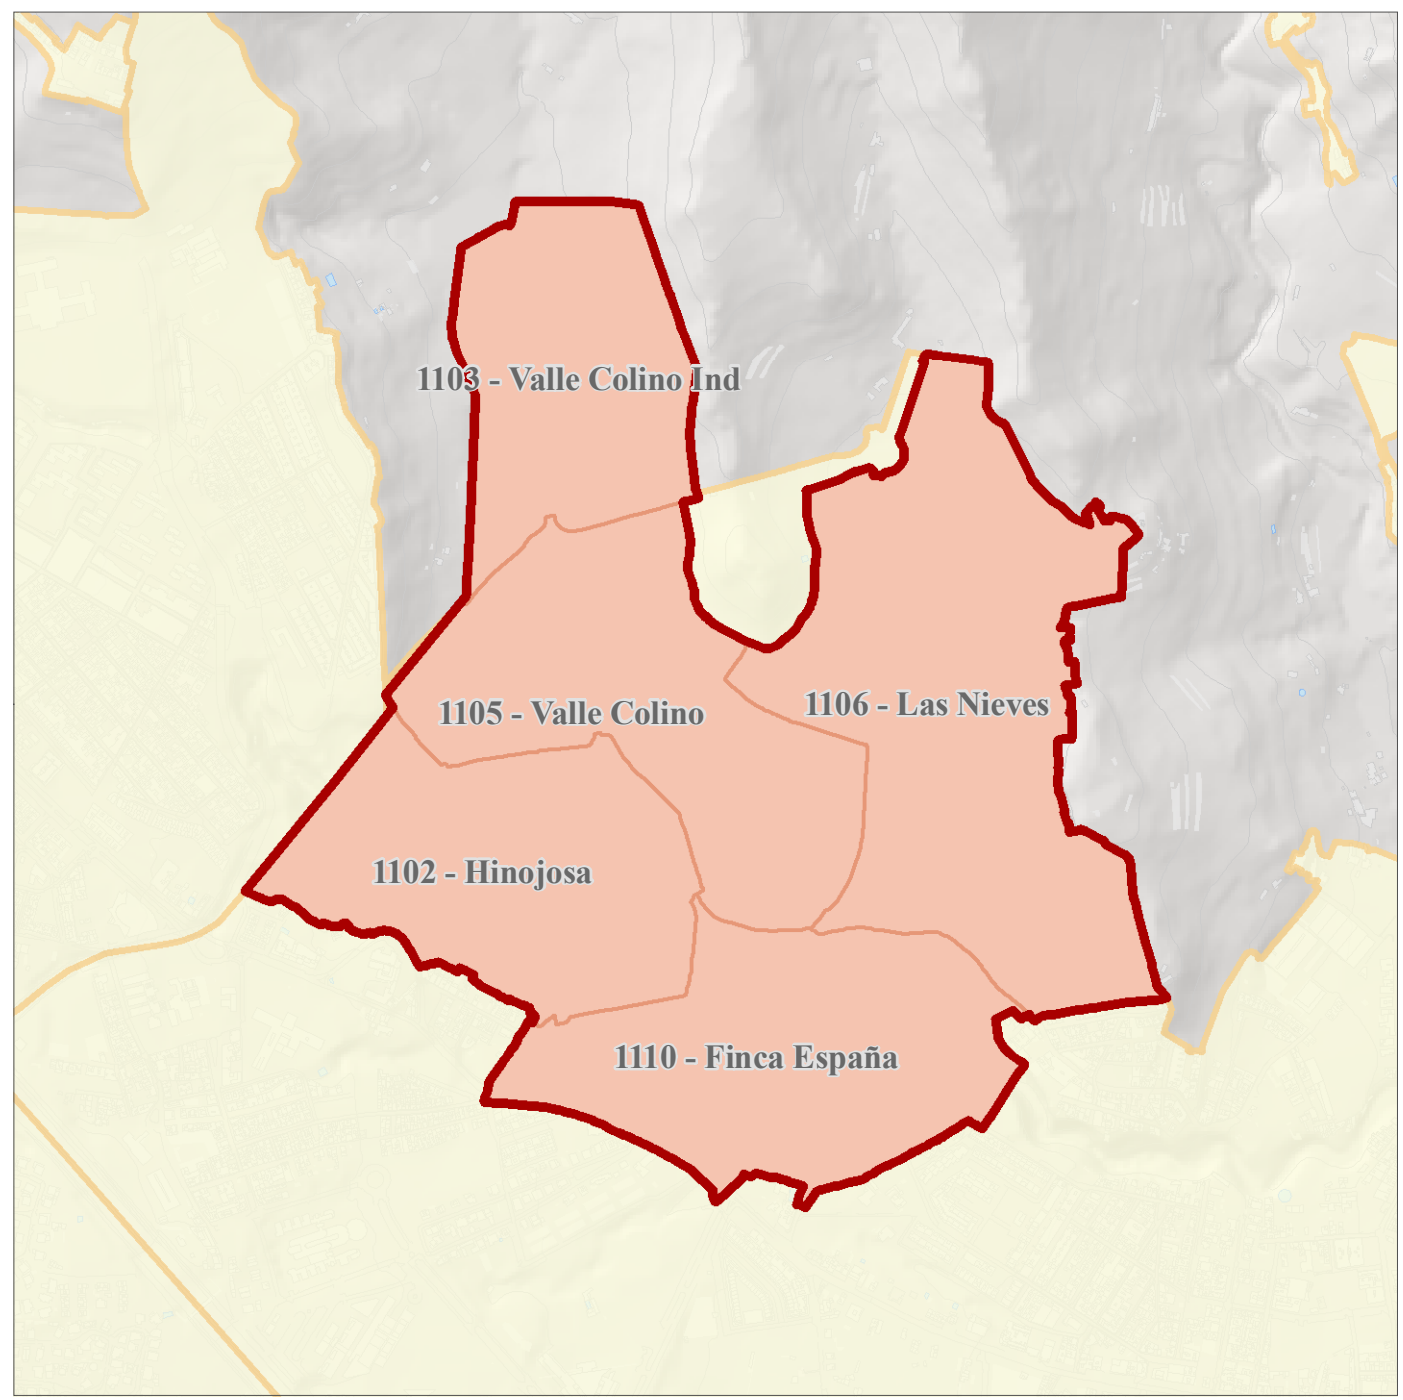 1103 - Valle Colino Ind
1106 - Las Nieves
1105 - Valle Colino
1102 - Hinojosa
1110 - Finca España